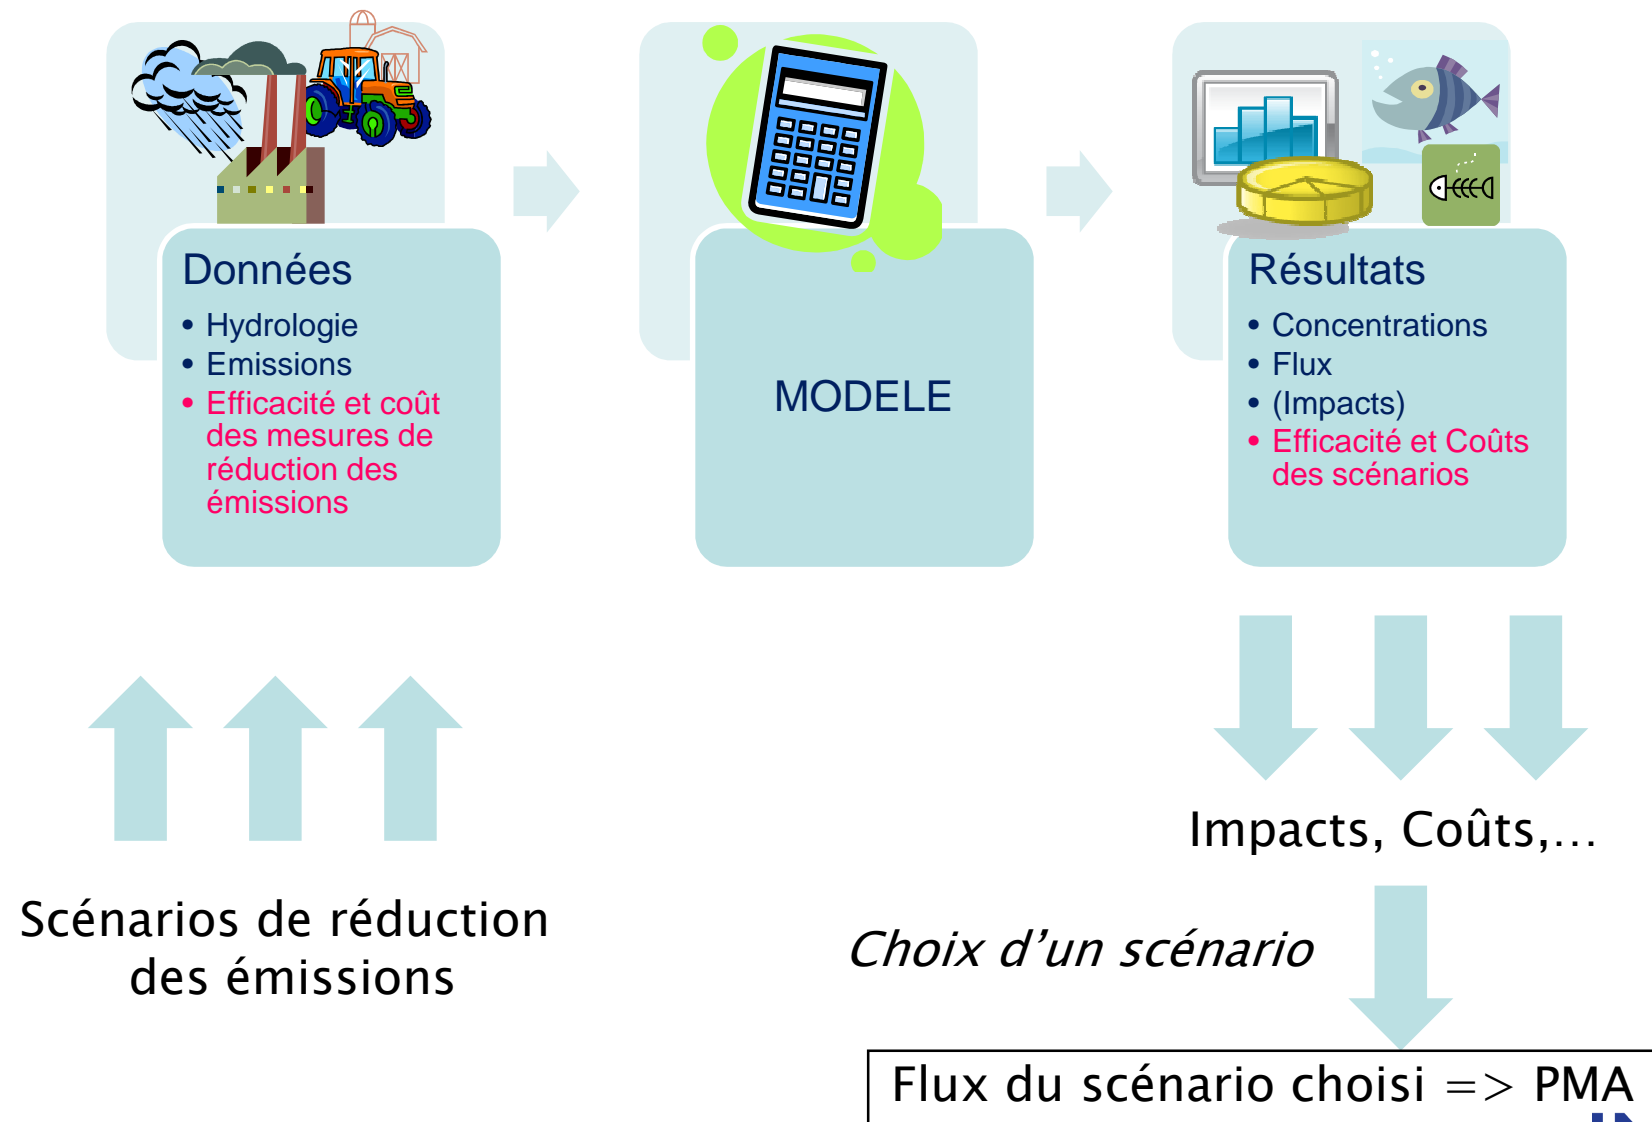 Données
• Hydrologie
• Emissions
• Efficacité et coût
des mesures de
réduction des
émissions
MODELE
Résultats
• Concentrations
• Flux
• (Impacts)
• Efficacité et Coûts
des scénarios
Impacts, Coûts,…
Scénarios de réduction
des émissions
Choix d’un scénario
Flux du scénario choisi => PMA